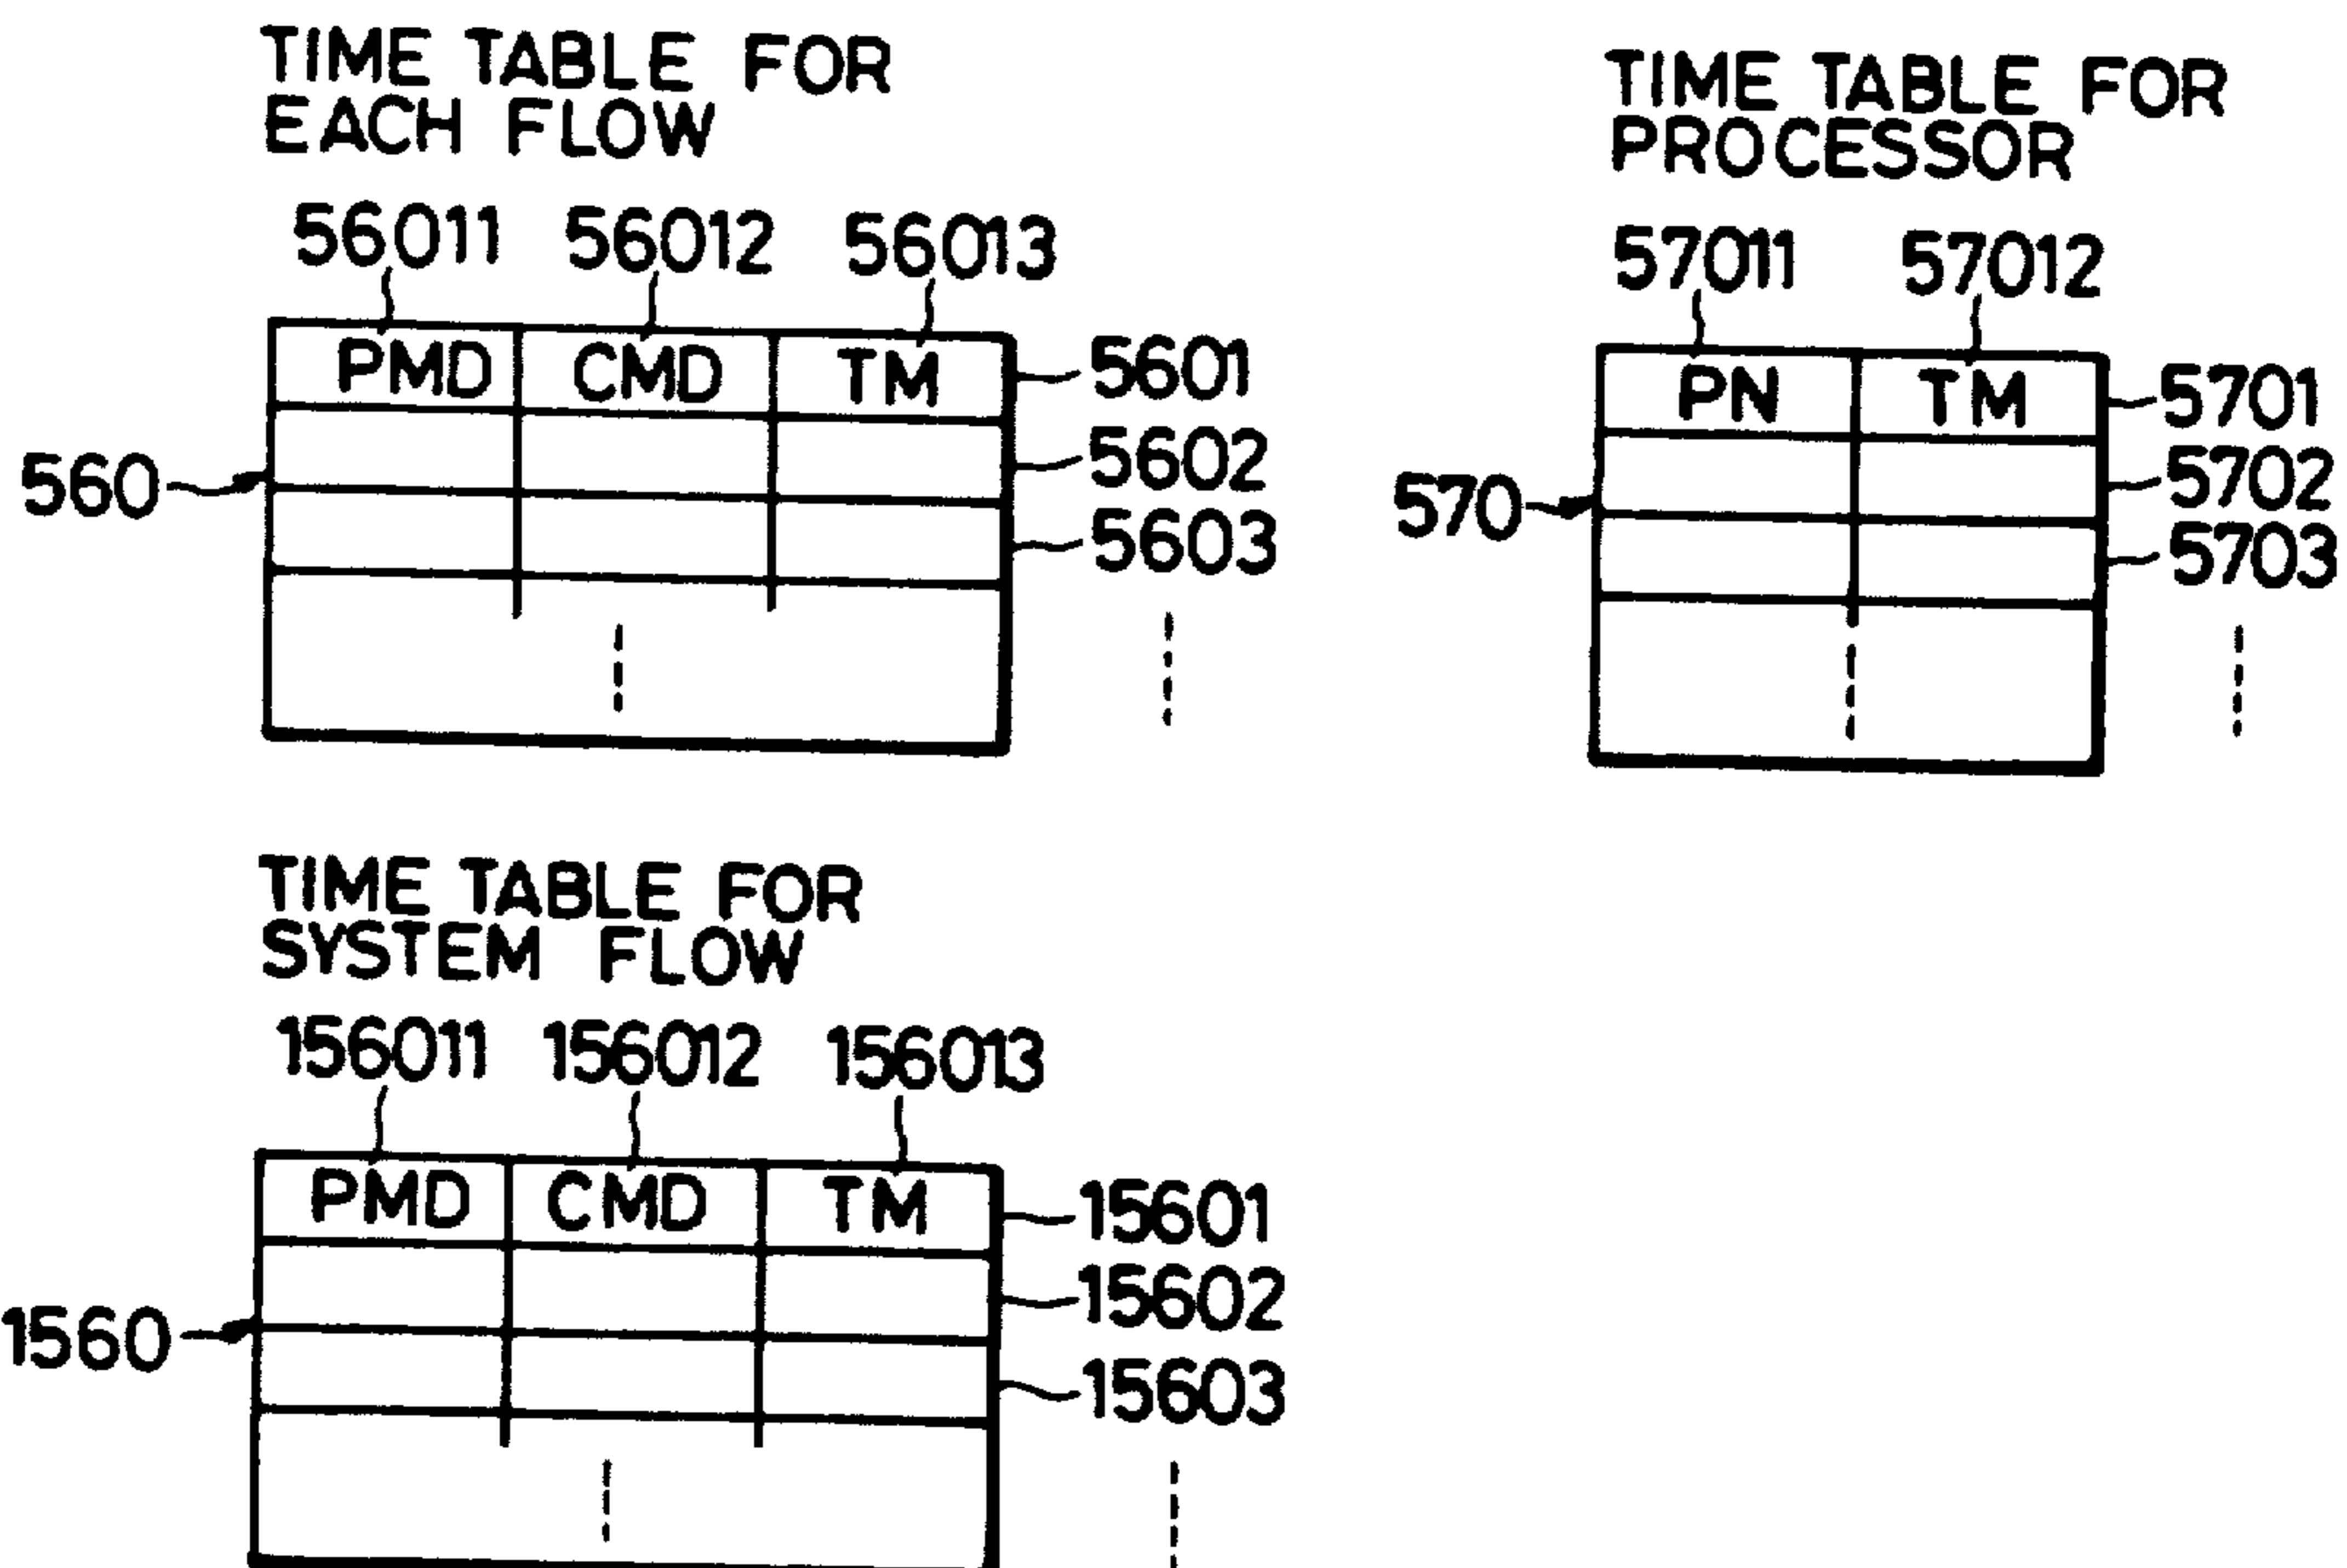 TIME TABLE FOR
EACH FLOW
56011 56012 56013
PMD CMD TM 5601
5602
560
5603
TIME TABLE FOR
PROCESSOR
57011 57012
PN TM 5701
5702
570
5703
TIME TABLE FOR
SYSTEM FLOW
156011 156012 156013
PMD CMD TM 15601
15602
1560
15603